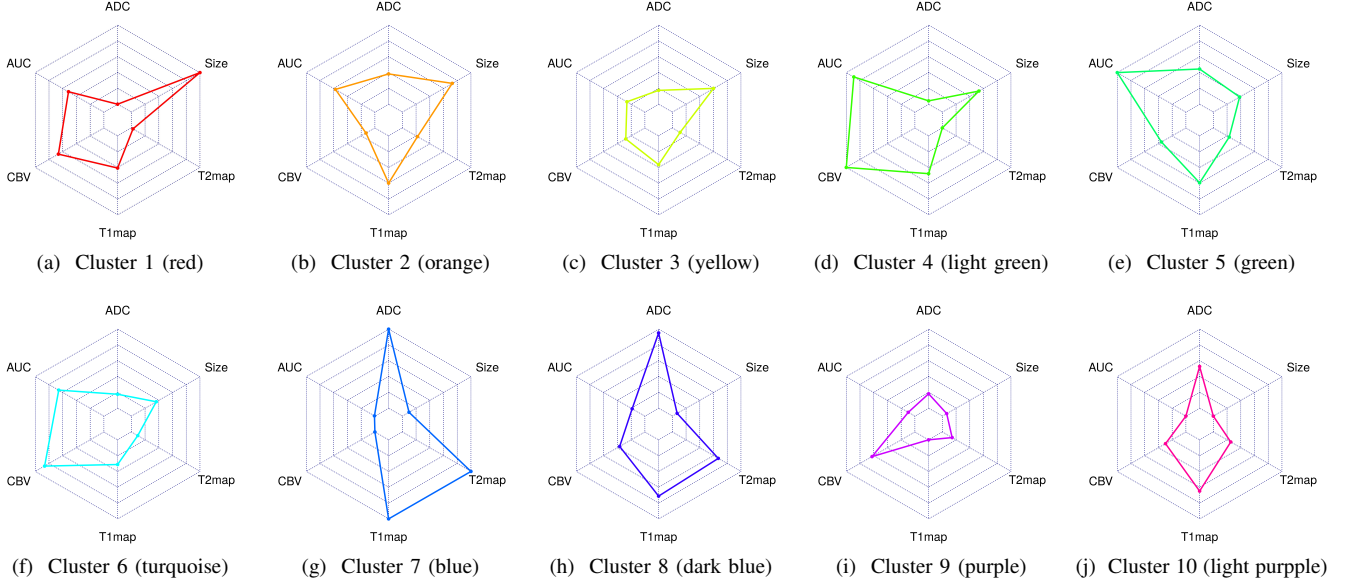 ADC ADC ADC ADC ADC
AUC Size AUC Size AUC Size AUC Size AUC Size
CBV T2map CBV T2map CBV T2map CBV T2map CBV T2map
T1map T1map T1map T1map T1map
(a) Cluster 1 (red) (b) Cluster 2 (orange) (c) Cluster 3 (yellow) (d) Cluster 4 (light green) (e) Cluster 5 (green)
ADC ADC ADC ADC ADC
AUC Size AUC Size AUC Size AUC Size AUC Size
CBV T2map CBV T2map CBV T2map CBV T2map CBV T2map
T1map T1map T1map T1map T1map
(f) Cluster 6 (turquoise) (g) Cluster 7 (blue) (h) Cluster 8 (dark blue) (i) Cluster 9 (purple) (j) Cluster 10 (light purpple)